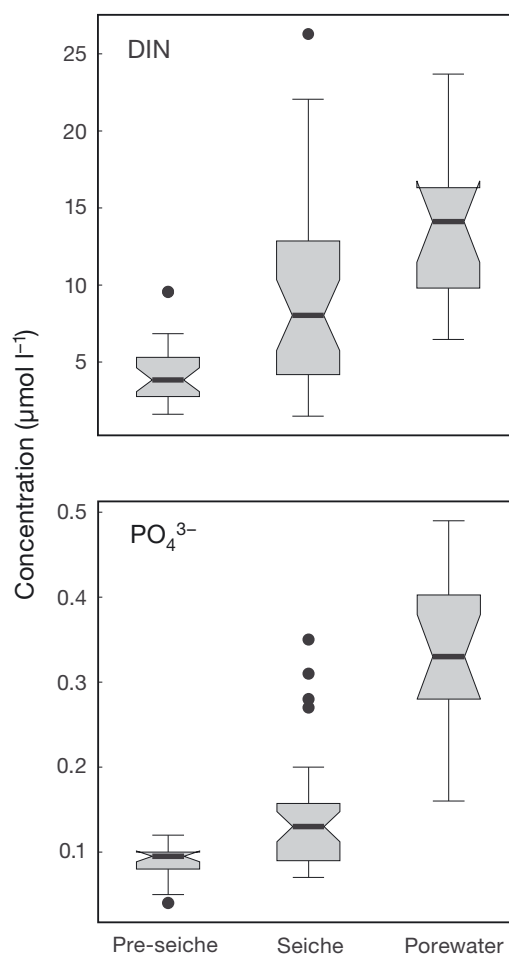 Concentration (µmol l⁻¹)
DIN
25
20
15
10
5
PO₄³⁻
0.5
0.4
0.3
0.2
0.1
Pre-seiche Seiche Porewater